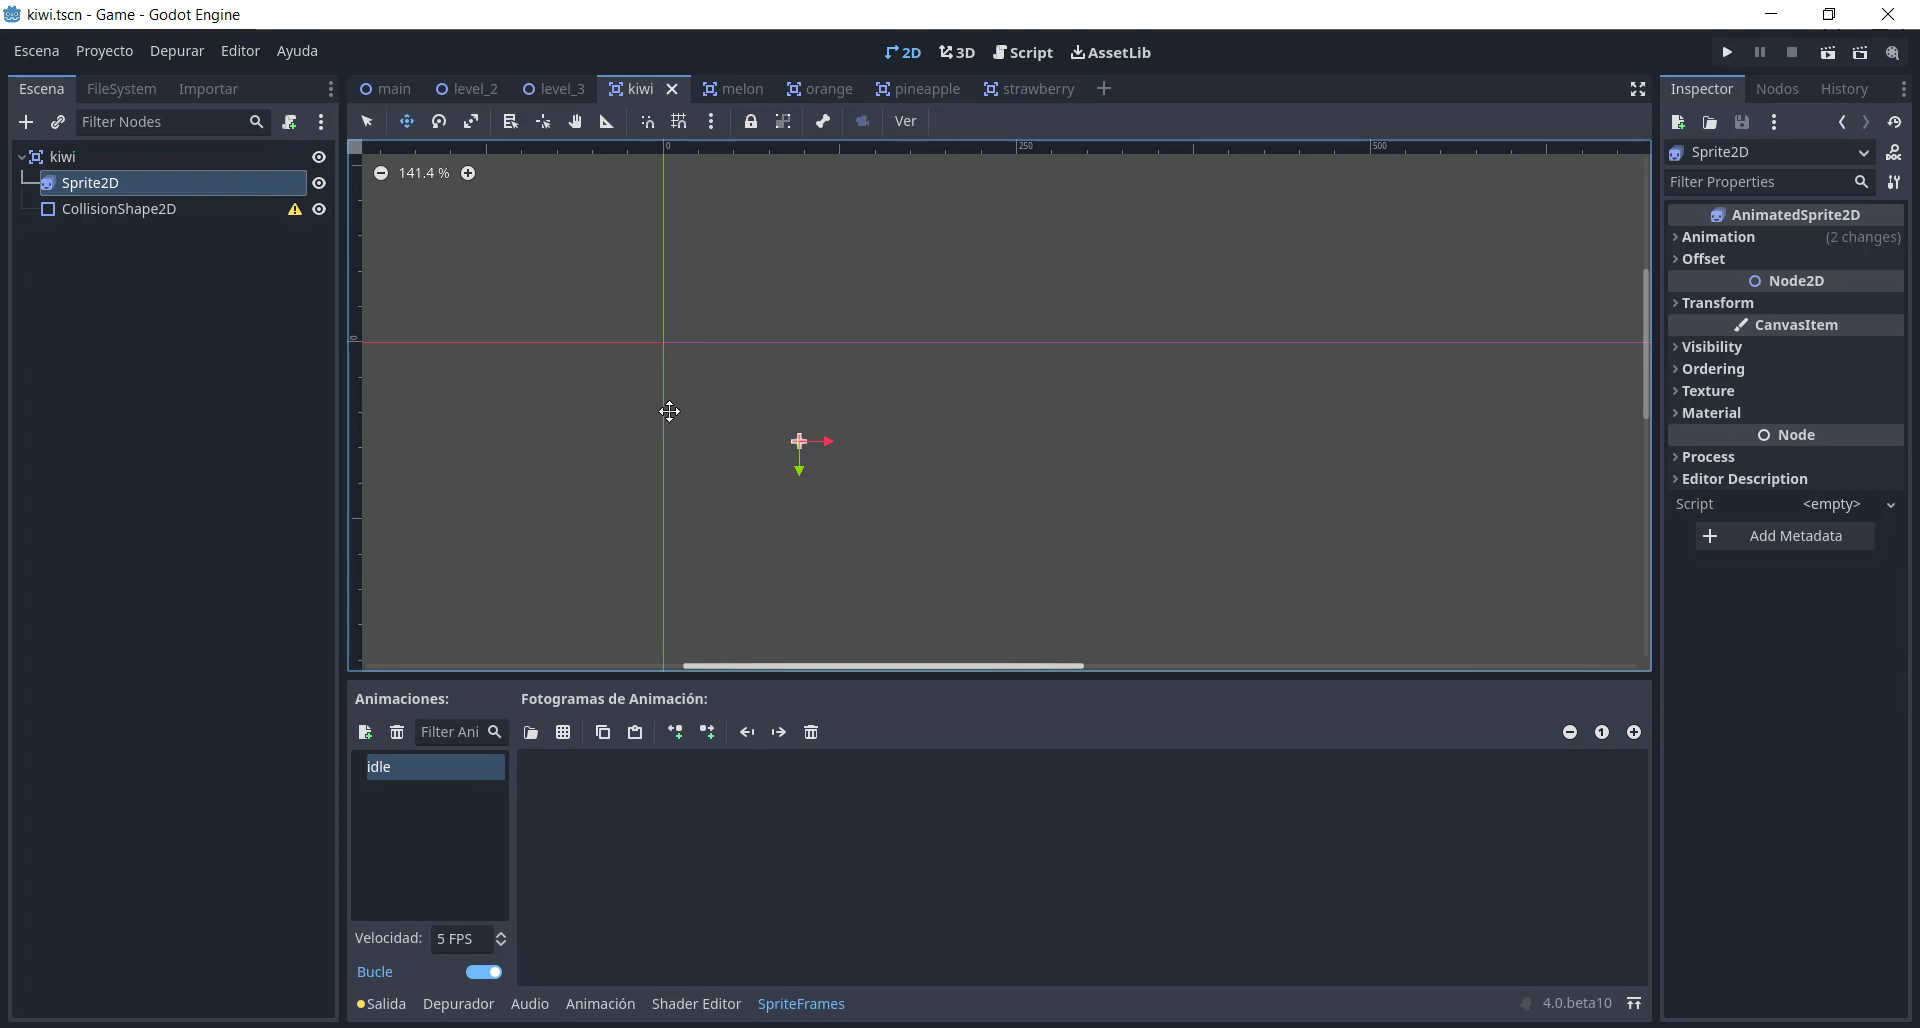 kiwi.tscn - Game - Godot Engine
Escena Proyecto Depurar Editor Ayuda
2D 3D Script AssetLib
Escena FileSystem Importar
main level_2 level_3 kiwi melon orange pineapple strawberry
Inspector Nodos History
Filter Nodes
Ver
kiwi
Sprite2D
CollisionShape2D
0 250 500
0
141.4 %
Sprite2D
DOC
Filter Properties
AnimatedSprite2D
Animation (2 changes)
Offset
Node2D
Transform
CanvasItem
Visibility
Ordering
Texture
Material
Node
Process
Editor Description
Script <empty>
Add Metadata
Animaciones: Fotogramas de Animación:
Filter Ani
1
idle
Velocidad: 5 FPS
Bucle
Salida Depurador Audio Animación Shader Editor SpriteFrames
4.0.beta10